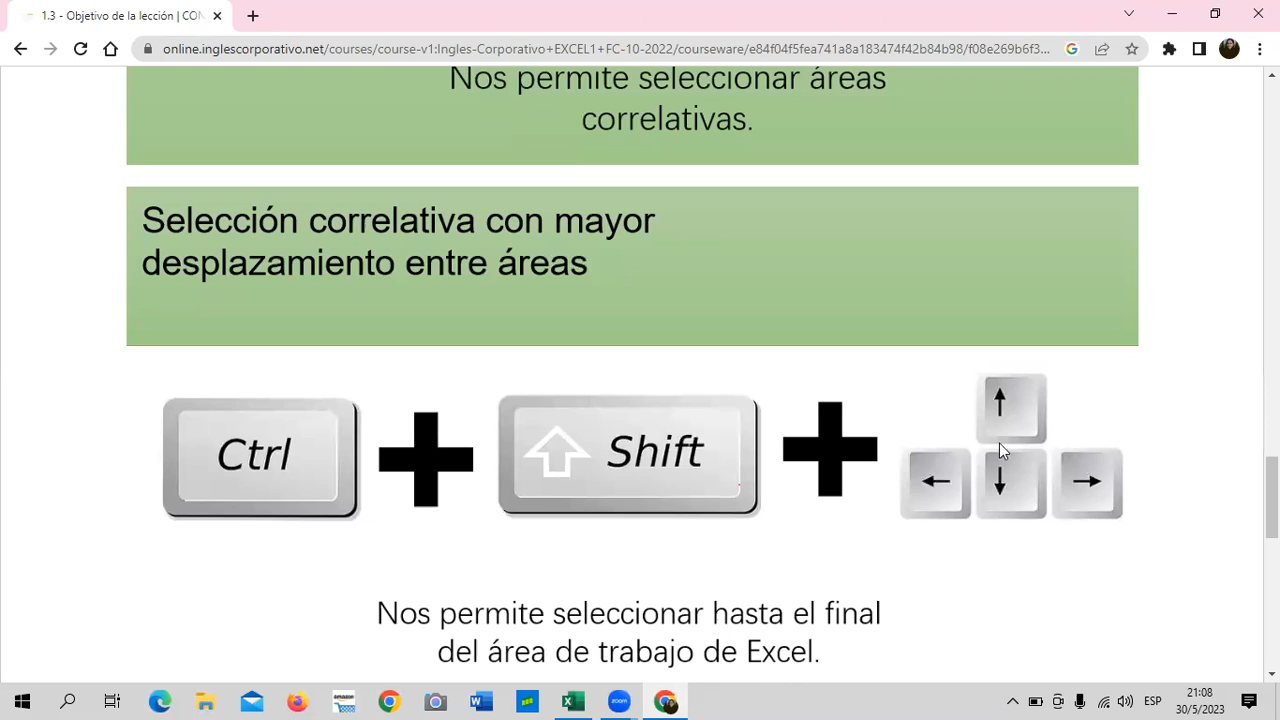 1.3 - Objetivo de la lección | CON
online.inglescorporativo.net/courses/course-v1:Ingles-Corporativo+EXCEL1+FC-10-2022/courseware/e84f04f5fea741a8a183474f42b84b98/f08e269b6f3...
Nos permite seleccionar áreas
correlativas.
Selección correlativa con mayor
desplazamiento entre áreas
Ctrl
Shift
Nos permite seleccionar hasta el final
del área de trabajo de Excel.
amazon
zoom
ESP
21:08
30/5/2023